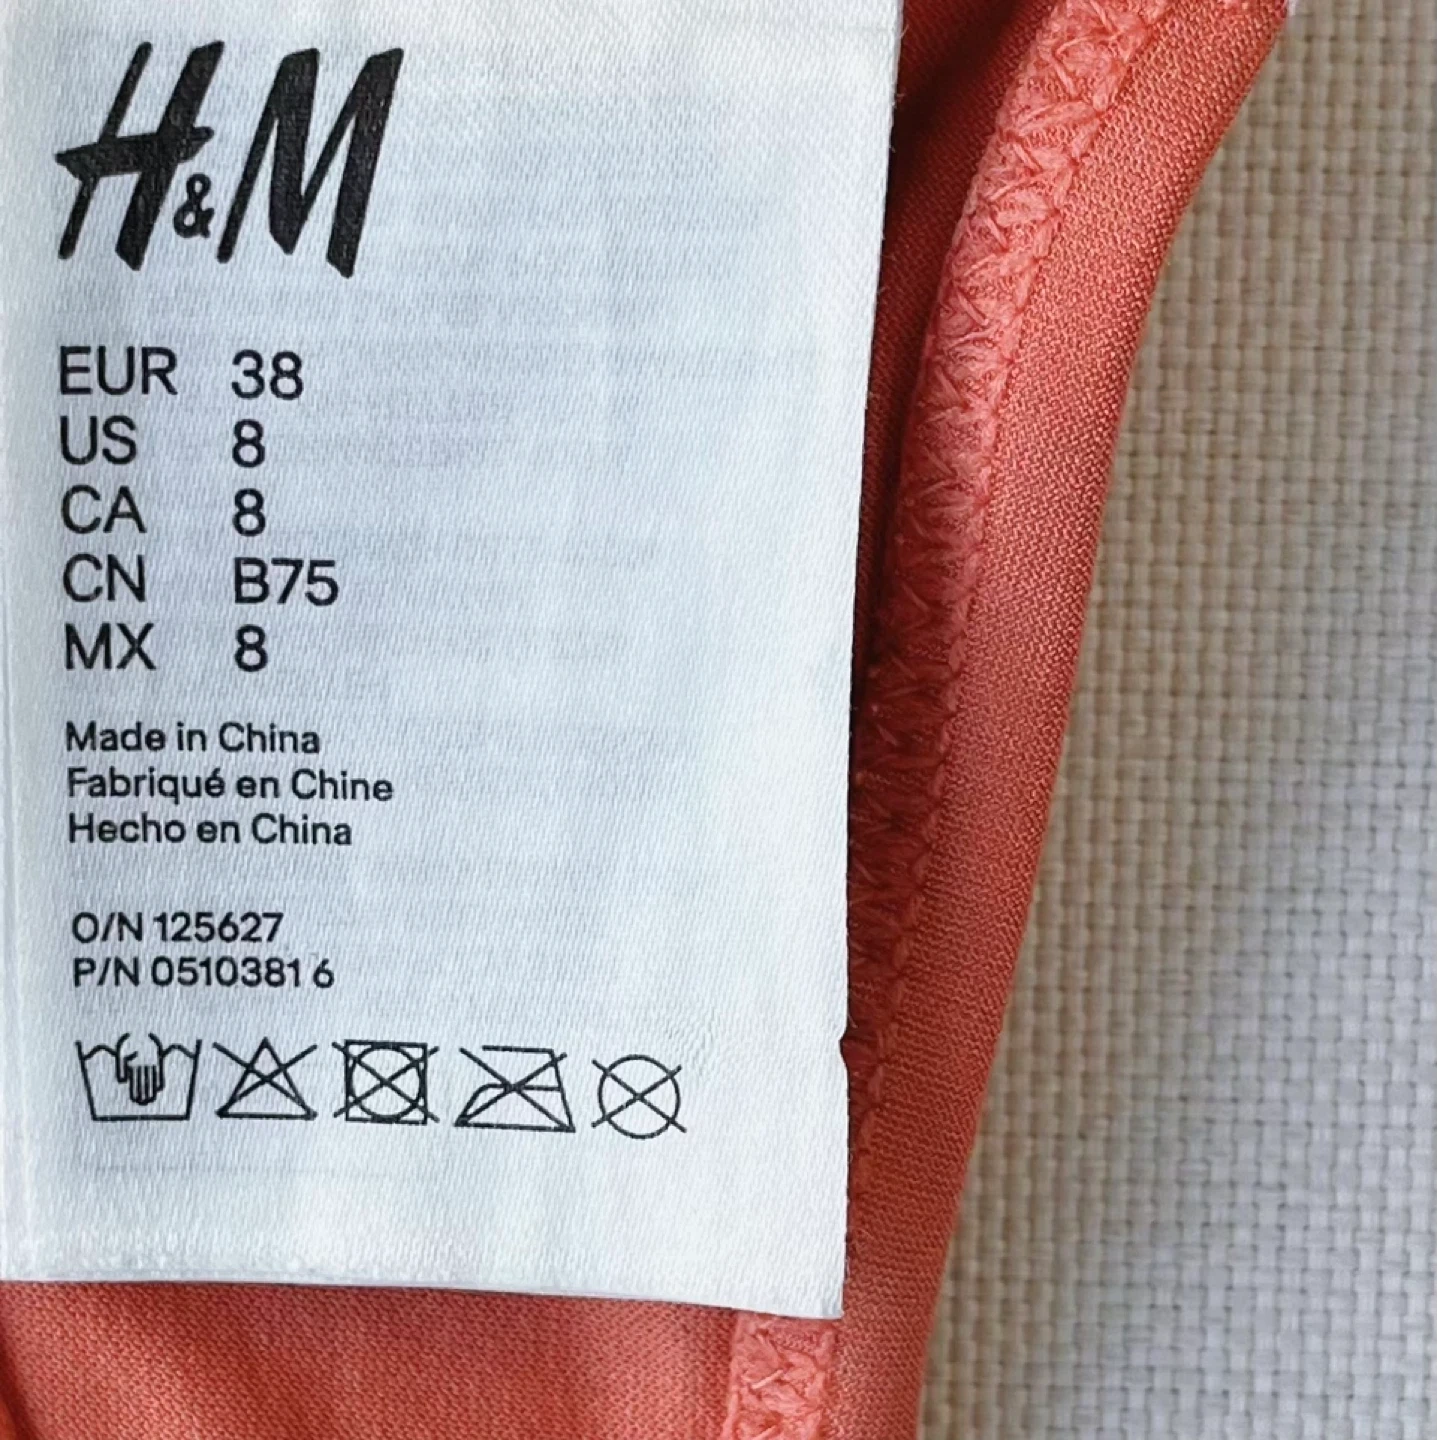 H&M
EUR 38
US 8
CA 8
CN B75
MX 8
Made in China
Fabriqué en Chine
Hecho en China
O/N 125627
P/N 0510381 6